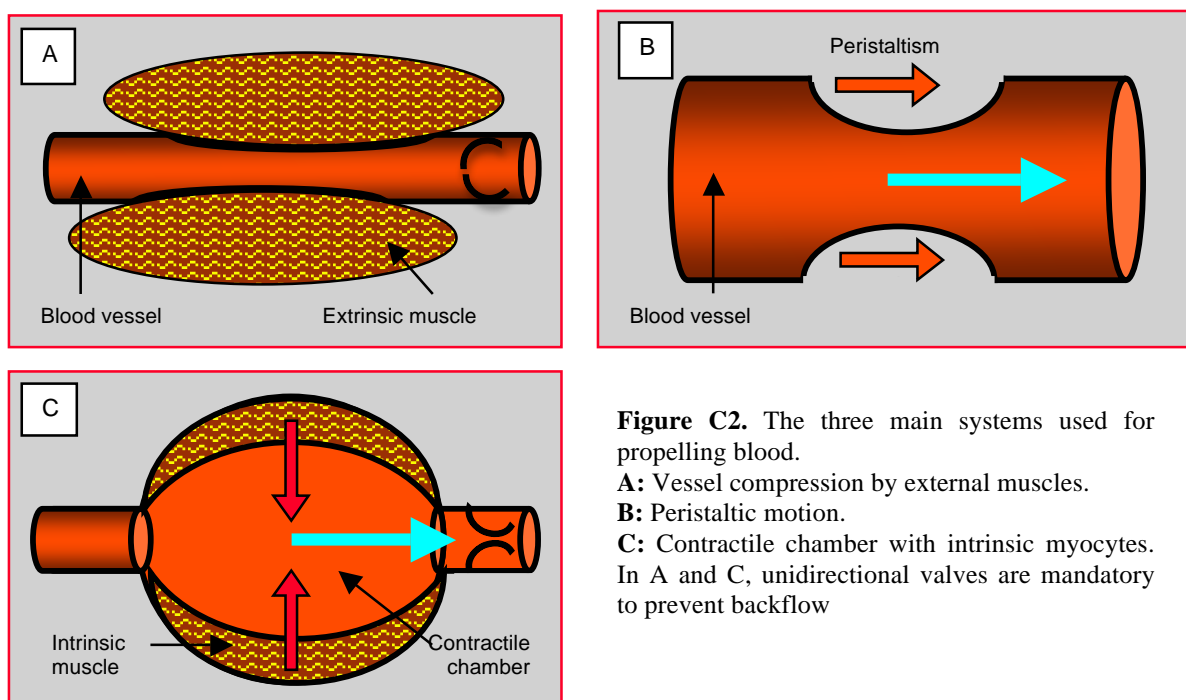 A
Blood vessel
Extrinsic muscle
B
Peristaltism
Blood vessel
C
Intrinsic
muscle
Contractile
chamber
Figure C2. The three main systems used for
propelling blood.
A: Vessel compression by external muscles.
B: Peristaltic motion.
C: Contractile chamber with intrinsic myocytes.
In A and C, unidirectional valves are mandatory
to prevent backflow